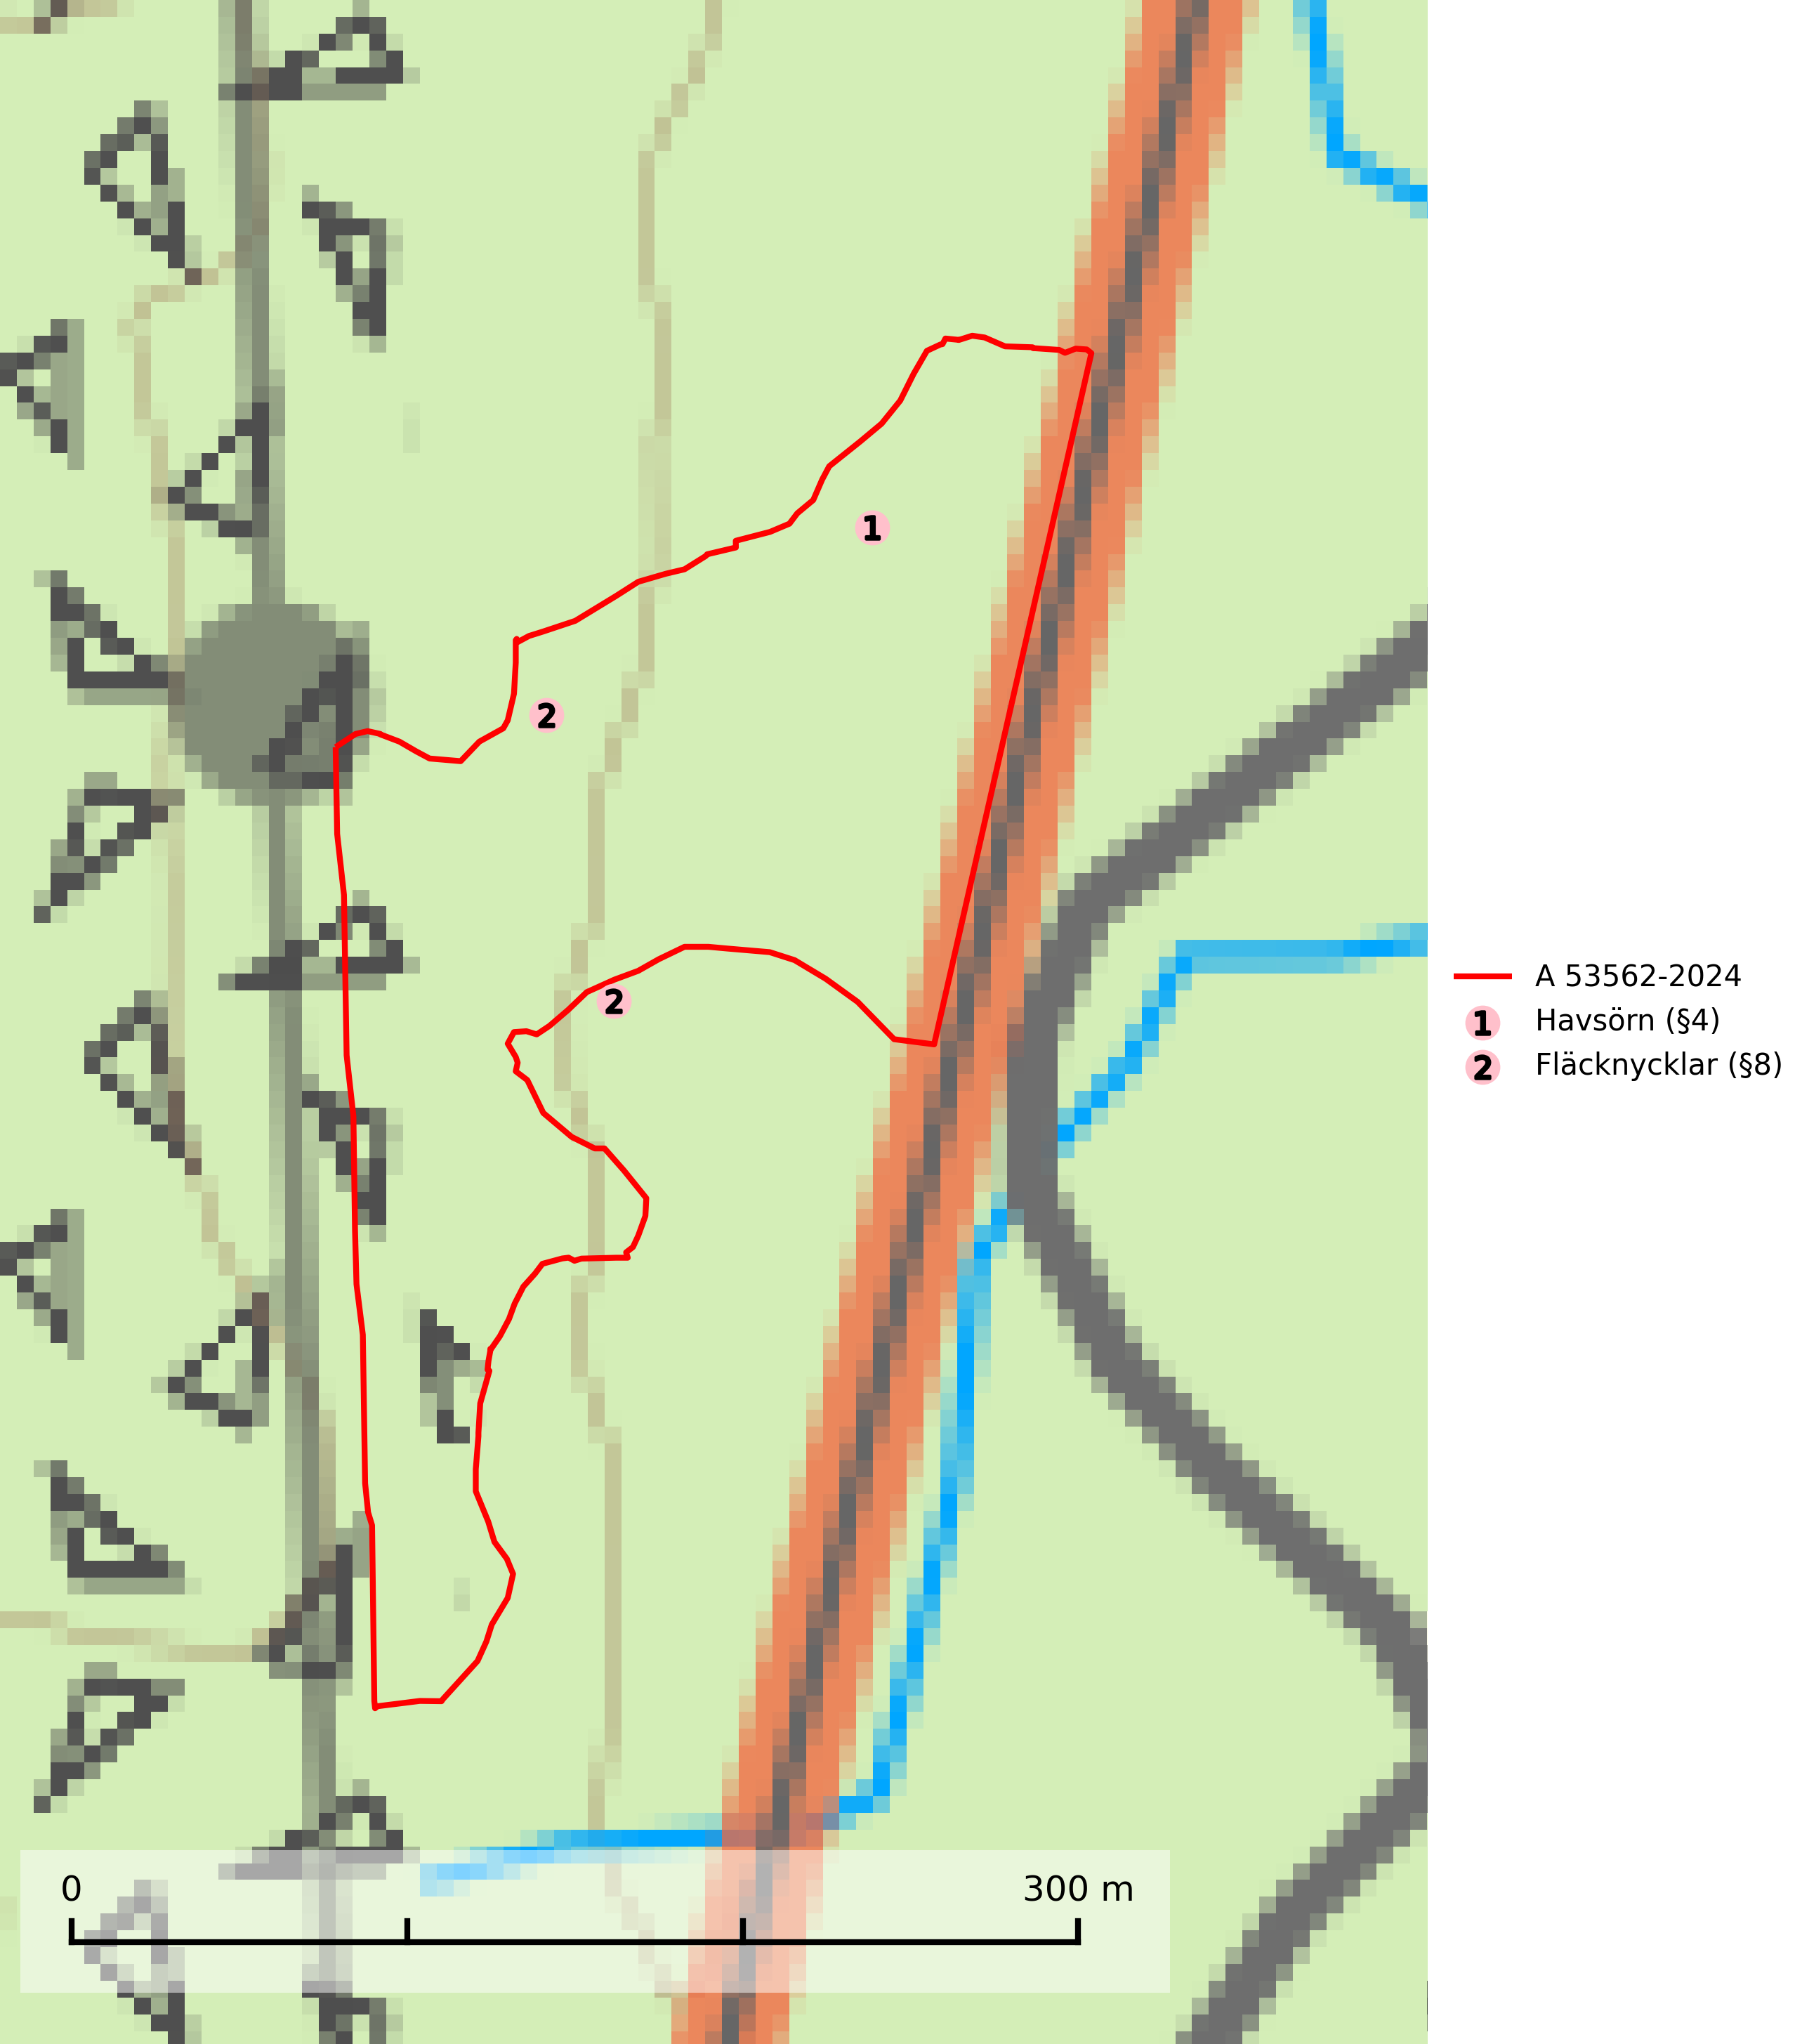 1
2
2
A 53562-2024
1 Havsörn (§4)
2 Fläcknycklar (§8)
0 300 m